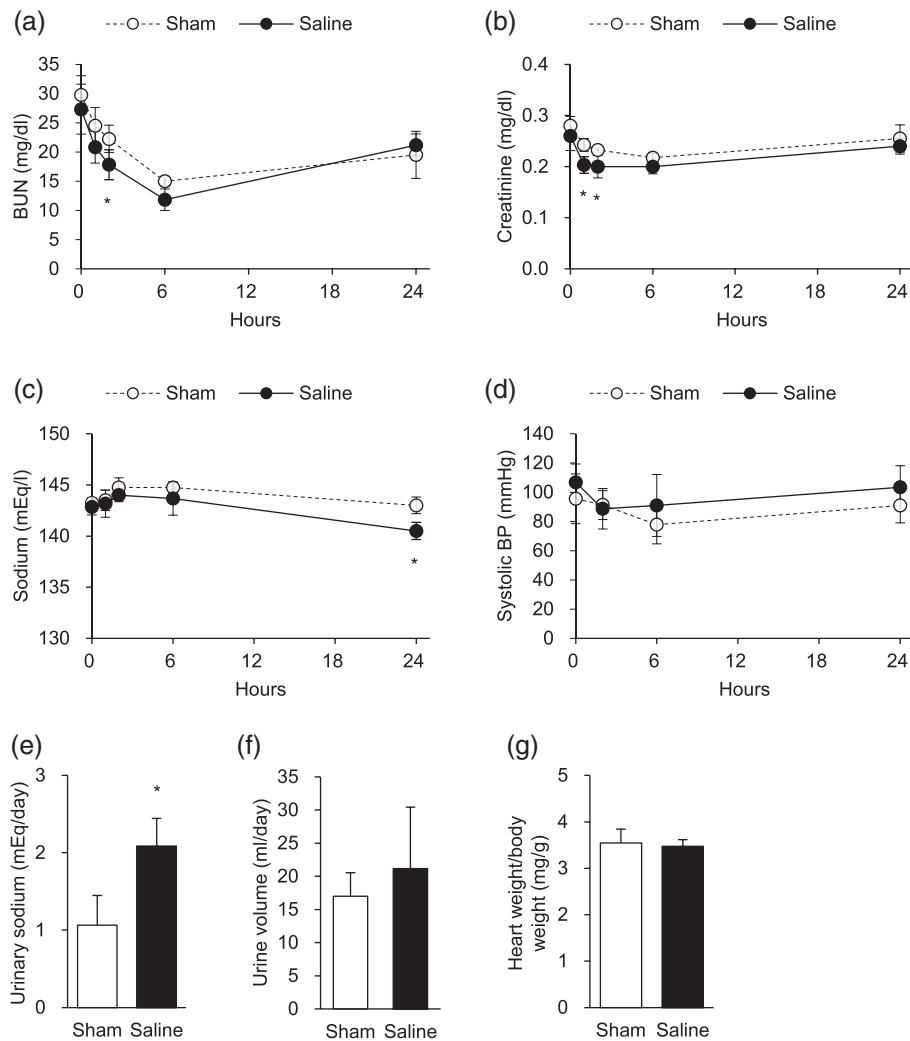 (a)
Sham Saline
BUN (mg/dl)
35
30
25
20
15
10
5
0
*
0 6 12 18 24
Hours
(b)
Sham Saline
Creatinine (mg/dl)
0.4
0.3
0.2
0.1
0.0
* *
0 6 12 18 24
Hours
(c)
Sham Saline
Sodium (mEq/l)
150
145
140
135
130
*
0 6 12 18 24
Hours
(d)
Sham Saline
Systolic BP (mmHg)
140
120
100
80
60
40
20
0
0 6 12 18 24
Hours
(e)
Urinary sodium (mEq/day)
3
2
1
0
*
Sham Saline
(f)
Urine volume (ml/day)
35
30
25
20
15
10
5
0
Sham Saline
(g)
Heart weight/body
weight (mg/g)
5
4
3
2
1
0
Sham Saline